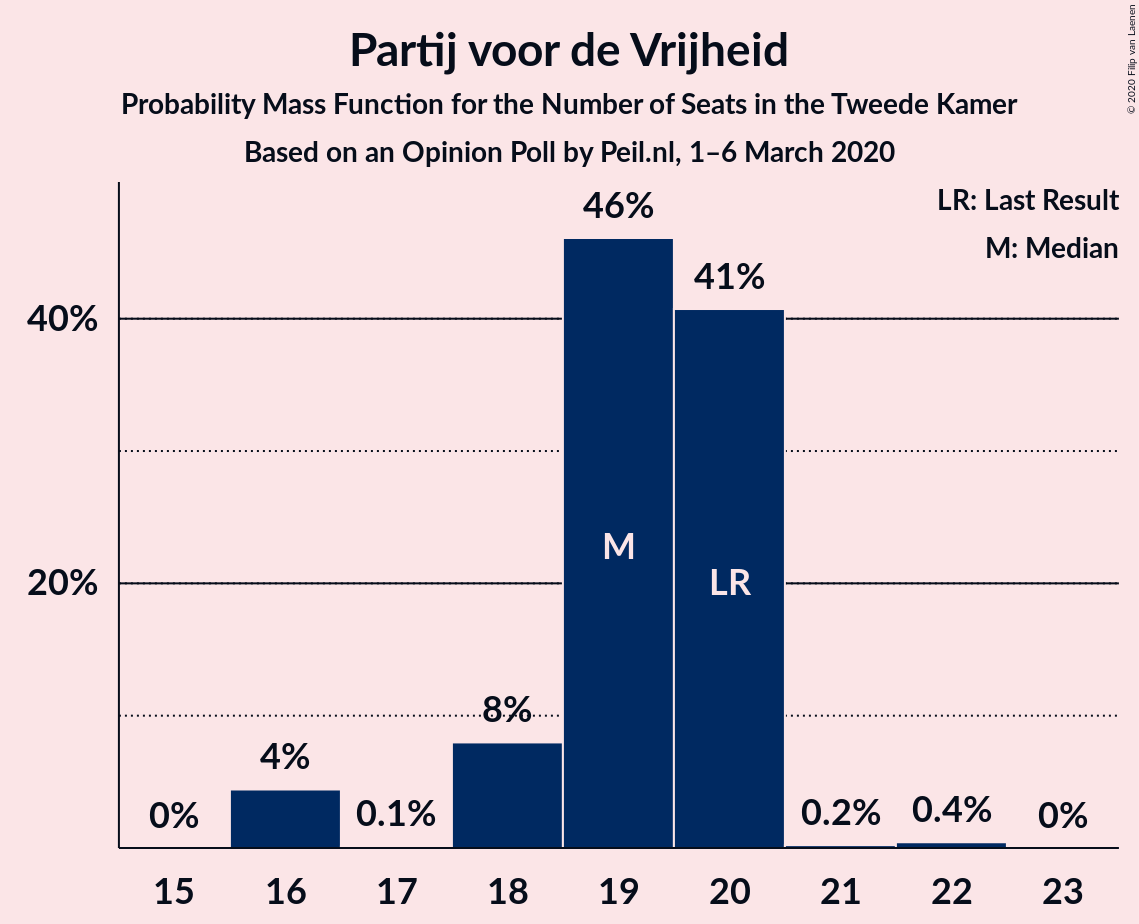 Partij voor de Vrijheid
Probability Mass Function for the Number of Seats in the Tweede Kamer
Based on an Opinion Poll by Peil.nl, 1–6 March 2020
© 2020 Filip van Laenen
LR: Last Result
M: Median
46%
41%
40%
M
LR
20%
8%
4%
0%
0.1%
0.2%
0.4%
0%
15 16 17 18 19 20 21 22 23